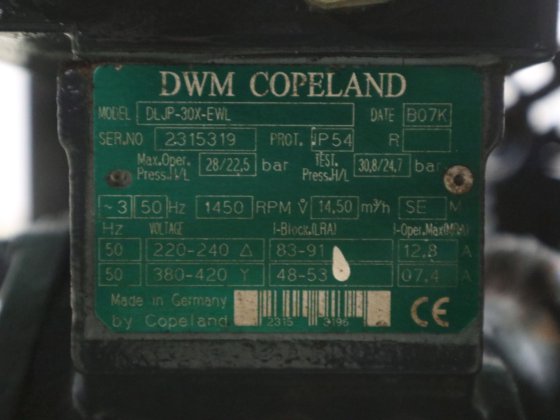 DWM COPELAND
MODEL DLJP-30X-EWL DATE B07K
SER.NO 2315319 PROT. IP54 R
Max.Oper. Press.H/L 28/22,5 bar TEST. Press.H/L 30,8/24,7 bar
~3 50 Hz 1450 RPM V̇ 14,50 m³/h SE M
Hz VOLTAGE I-Block.(LRA) I-Oper.Max(MRA)
50 220-240 Δ 83-91 12,8 A
50 380-420 Y 48-53 07,4 A
Made in Germany
by Copeland 2315 3196 CE